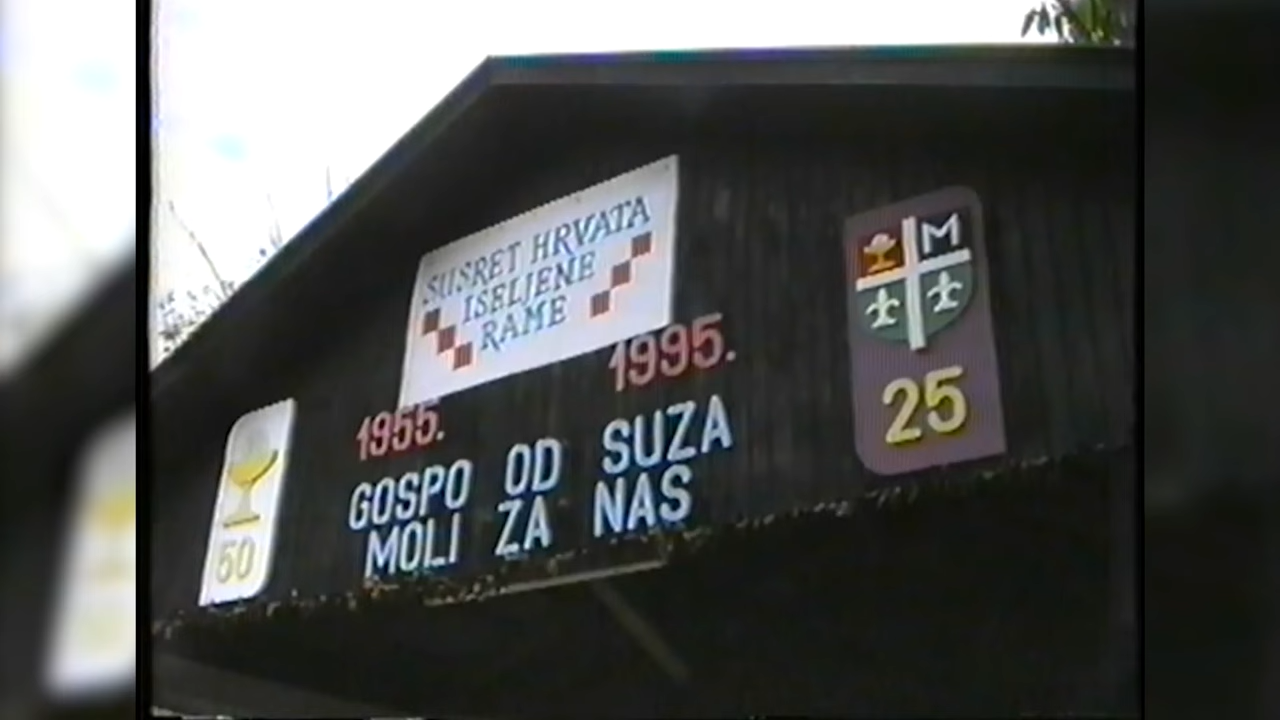 SUSRET HRVATA
ISELJENE
RAME
1955.
1995.
GOSPO OD SUZA
MOLI ZA NAS
50
M
25